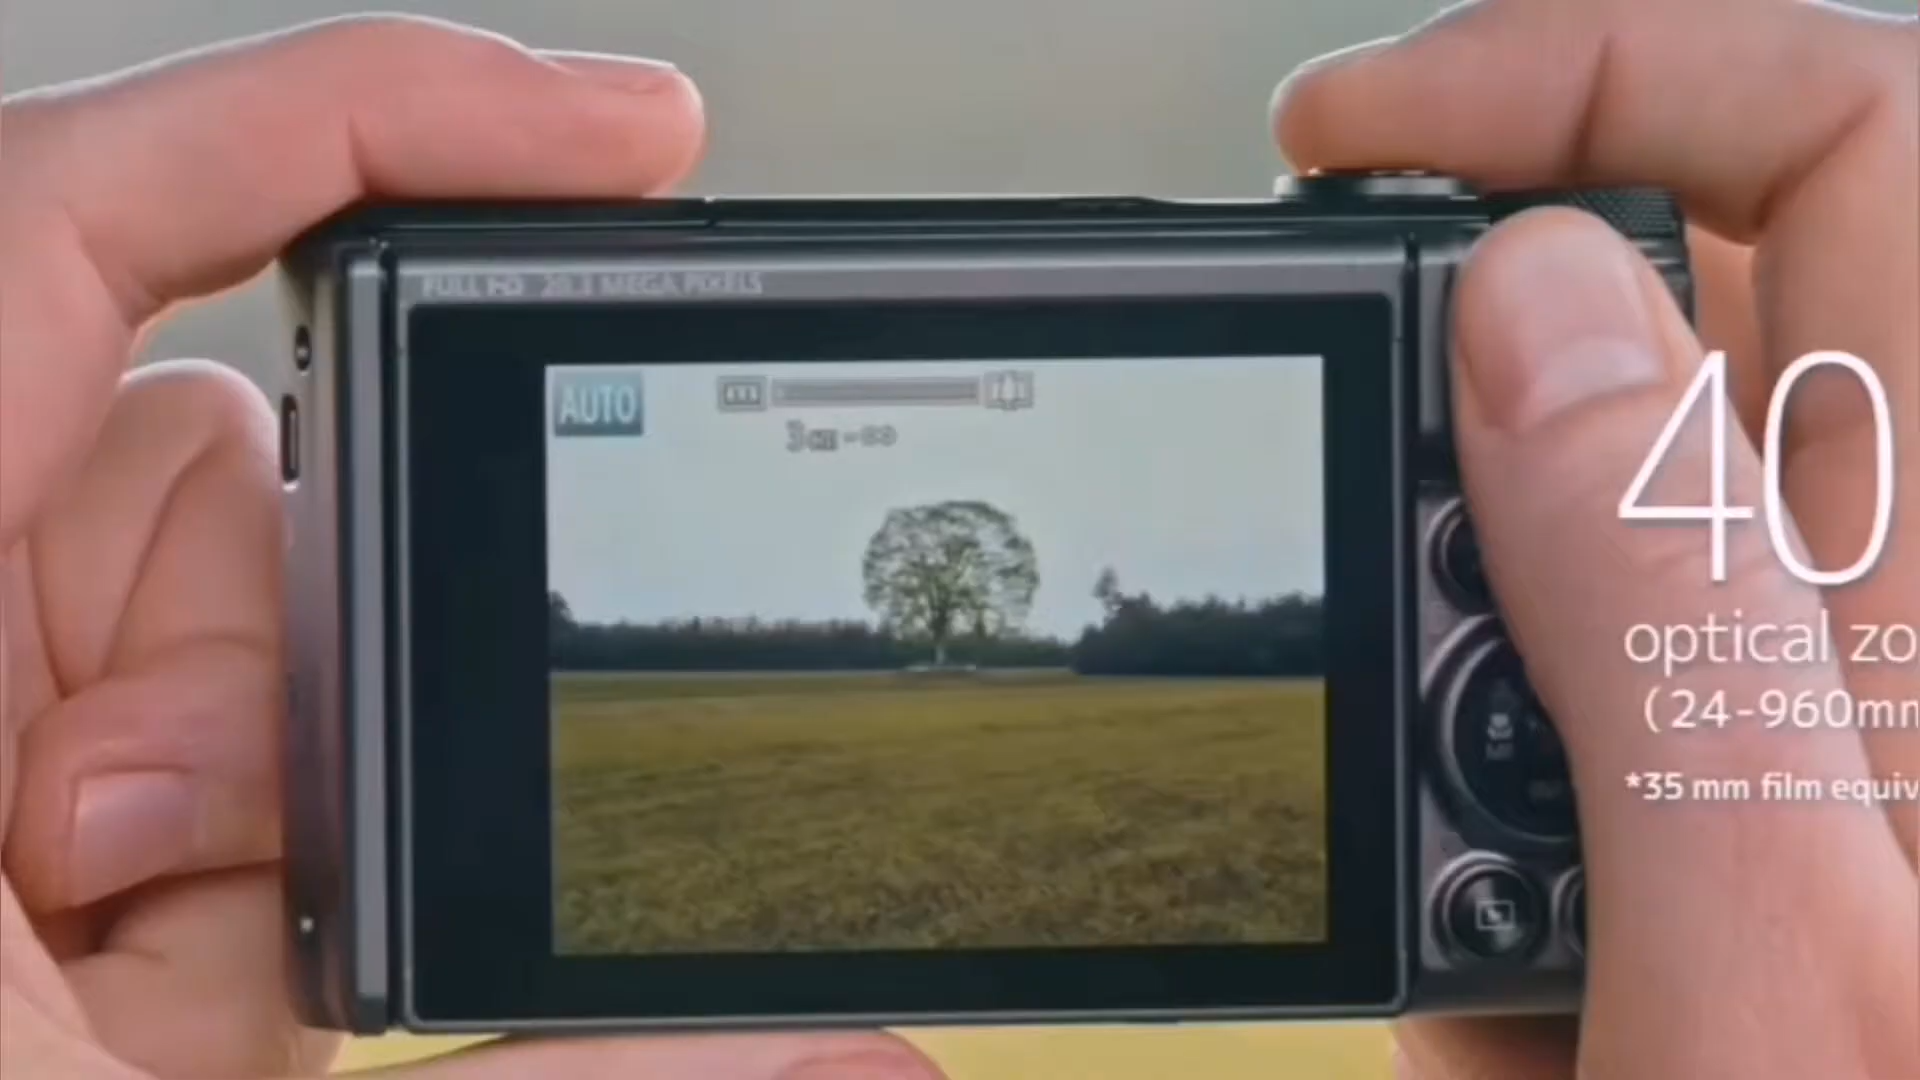 FULL HD 20.3 MEGA PIXELS
AUTO
3cm-∞
40
optical zo
(24-960mm
*35 mm film equiv